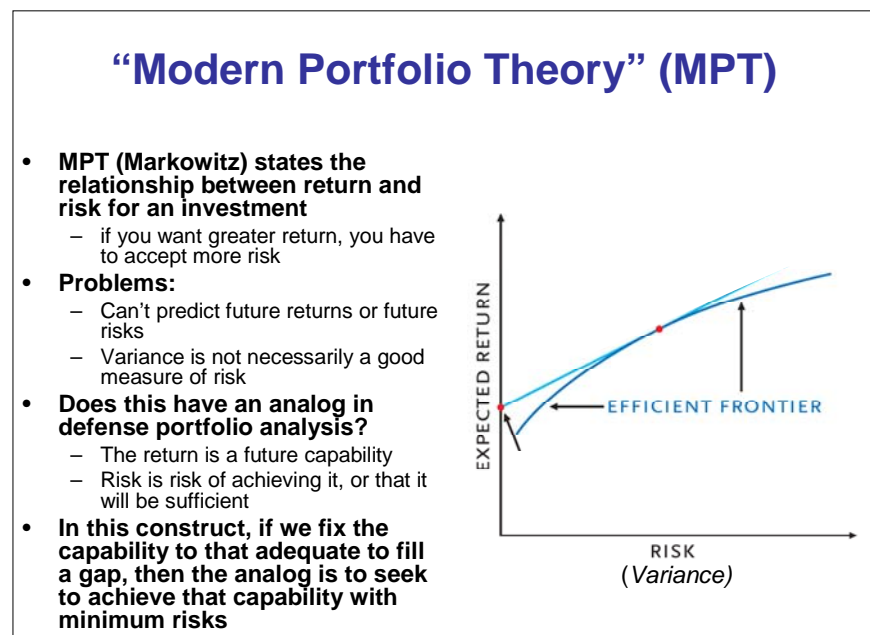 “Modern Portfolio Theory” (MPT)
• MPT (Markowitz) states the
relationship between return and
risk for an investment
– if you want greater return, you have
to accept more risk
• Problems:
– Can’t predict future returns or future
risks
– Variance is not necessarily a good
measure of risk
• Does this have an analog in
defense portfolio analysis?
– The return is a future capability
– Risk is risk of achieving it, or that it
will be sufficient
• In this construct, if we fix the
capability to that adequate to fill
a gap, then the analog is to seek
to achieve that capability with
minimum risks
EXPECTED RETURN
EFFICIENT FRONTIER
RISK
(Variance)